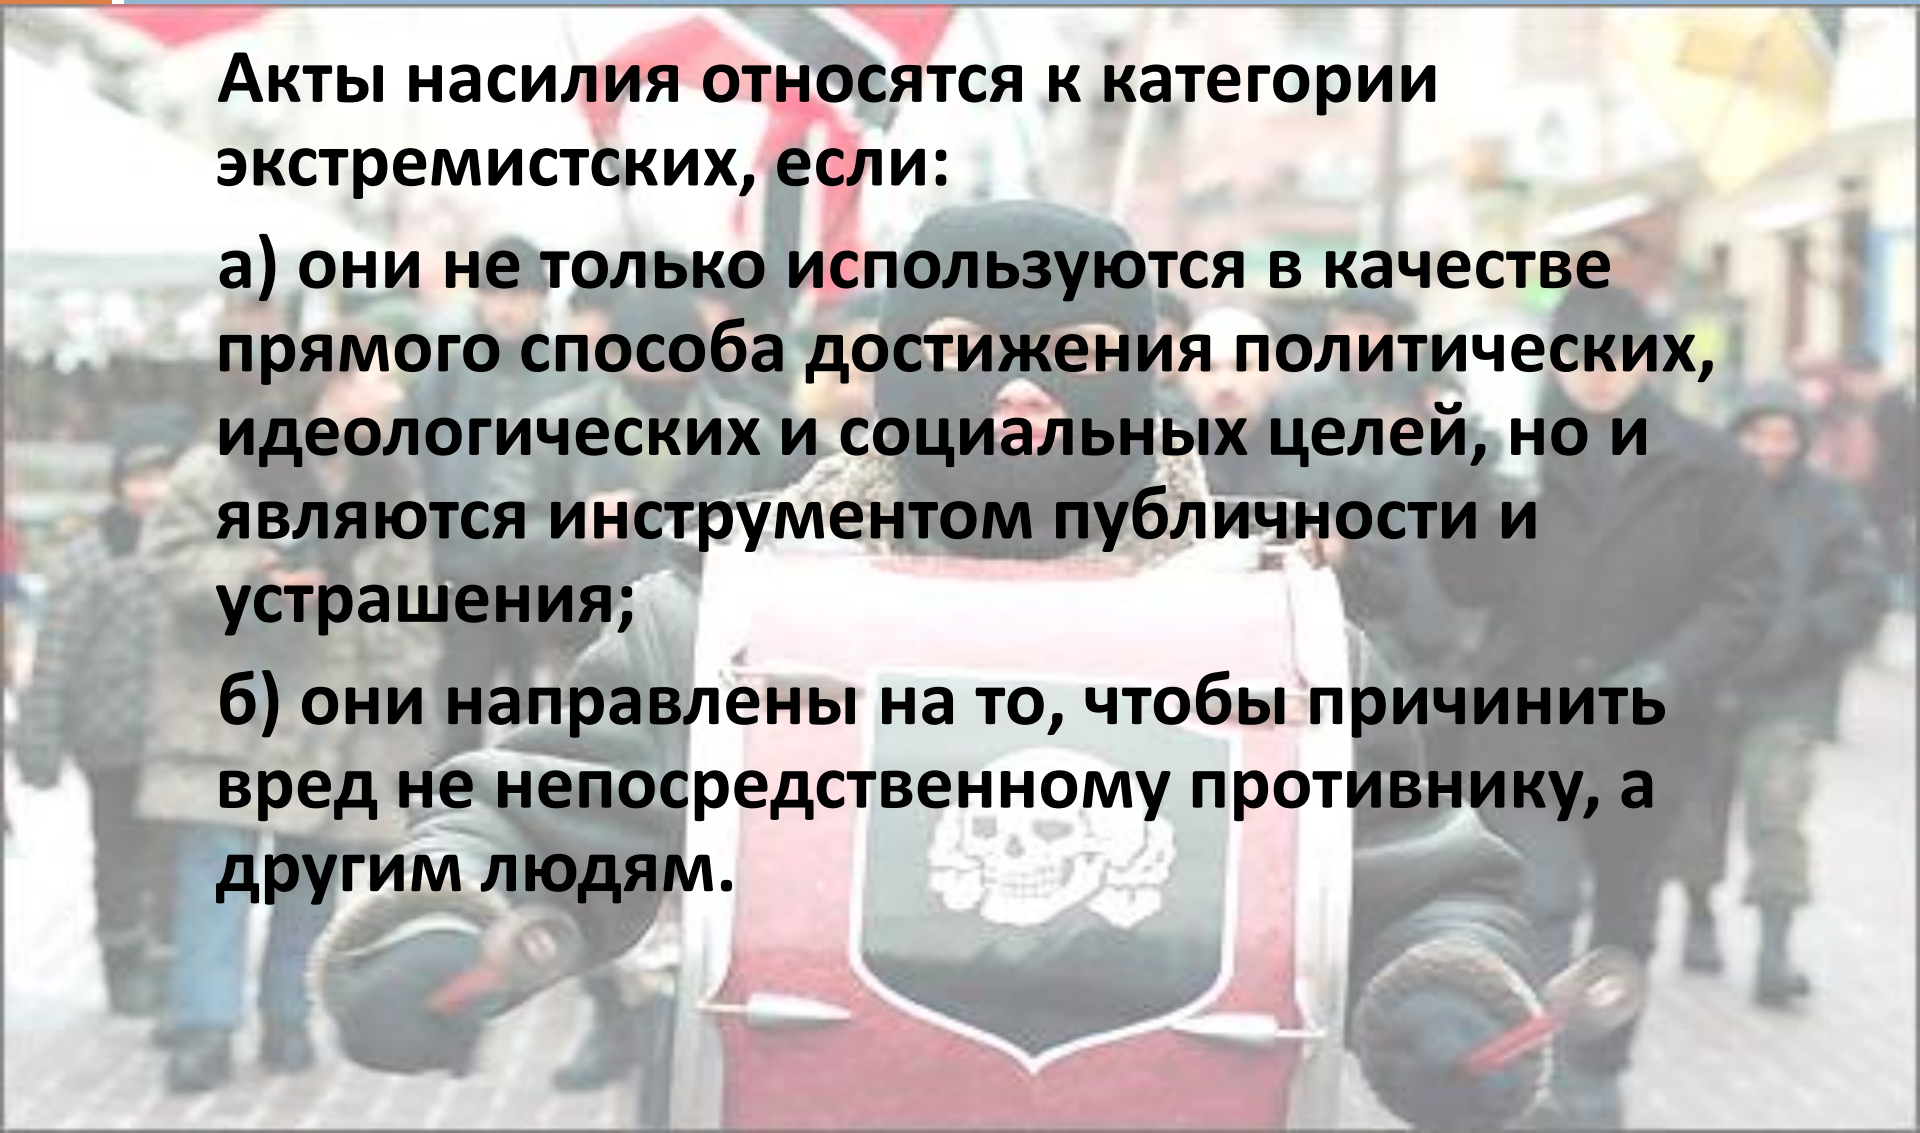 Акты насилия относятся к категории
экстремистских, если:
а) они не только используются в качестве
прямого способа достижения политических,
идеологических и социальных целей, но и
являются инструментом публичности и
устрашения;
б) они направлены на то, чтобы причинить
вред не непосредственному противнику, а
другим людям.